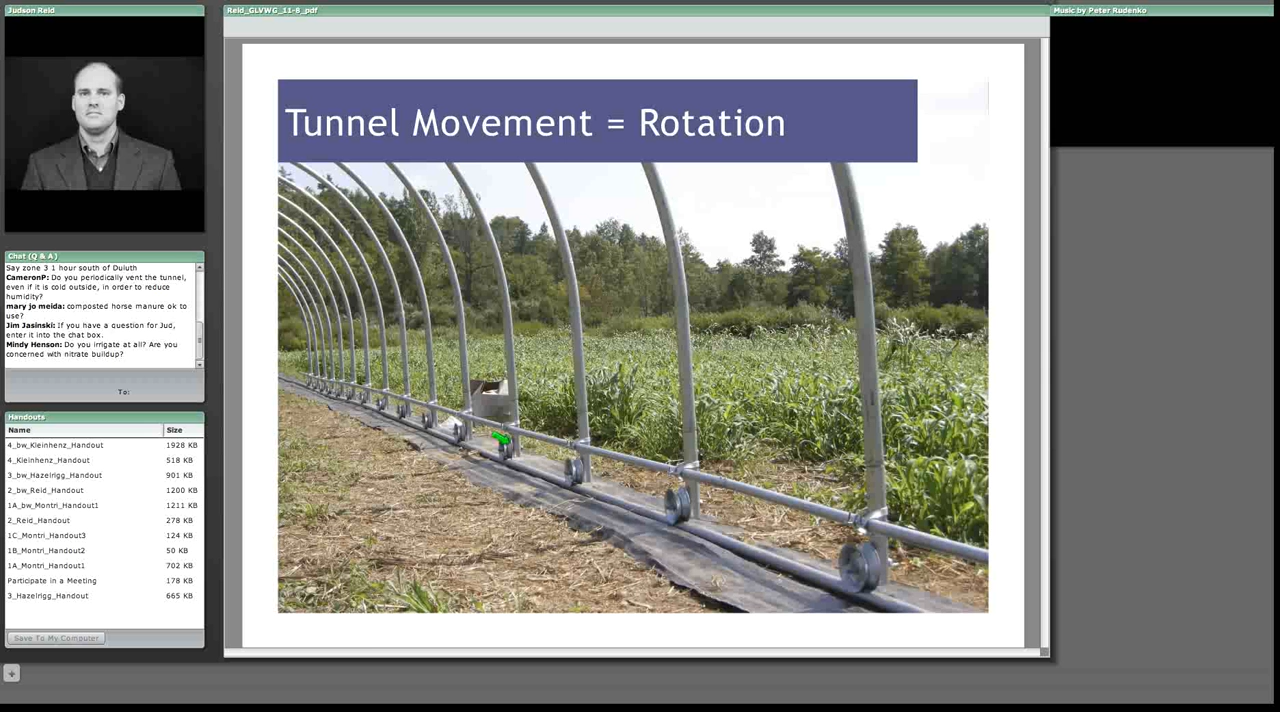 Judson Reid
Reid_GLVWG_11-8_pdf
Music by Peter Rudenko
Tunnel Movement = Rotation
Chat (Q & A)
Say zone 3 1 hour south of Duluth
CameronP: Do you periodically vent the tunnel,
even if it is cold outside, in order to reduce
humidity?
mary jo meida: composted horse manure ok to
use?
Jim Jasinski: If you have a question for Jud,
enter it into the chat box.
Mindy Henson: Do you irrigate at all? Are you
concerned with nitrate buildup?
To:
Handouts
Name Size
4_bw_Kleinhenz_Handout 1928 KB
4_Kleinhenz_Handout 518 KB
3_bw_Hazelrigg_Handout 901 KB
2_bw_Reid_Handout 1200 KB
1A_bw_Montri_Handout1 1211 KB
2_Reid_Handout 278 KB
1C_Montri_Handout3 124 KB
1B_Montri_Handout2 50 KB
1A_Montri_Handout1 702 KB
Participate in a Meeting 178 KB
3_Hazelrigg_Handout 665 KB
Save To My Computer